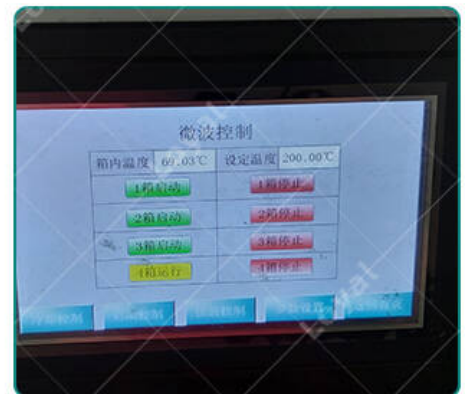 微波控制
箱内温度 69.03℃ 设定温度 200.00℃
1箱启动 1箱停止
2箱启动 2箱停止
3箱启动 3箱停止
4箱运行 4箱停止